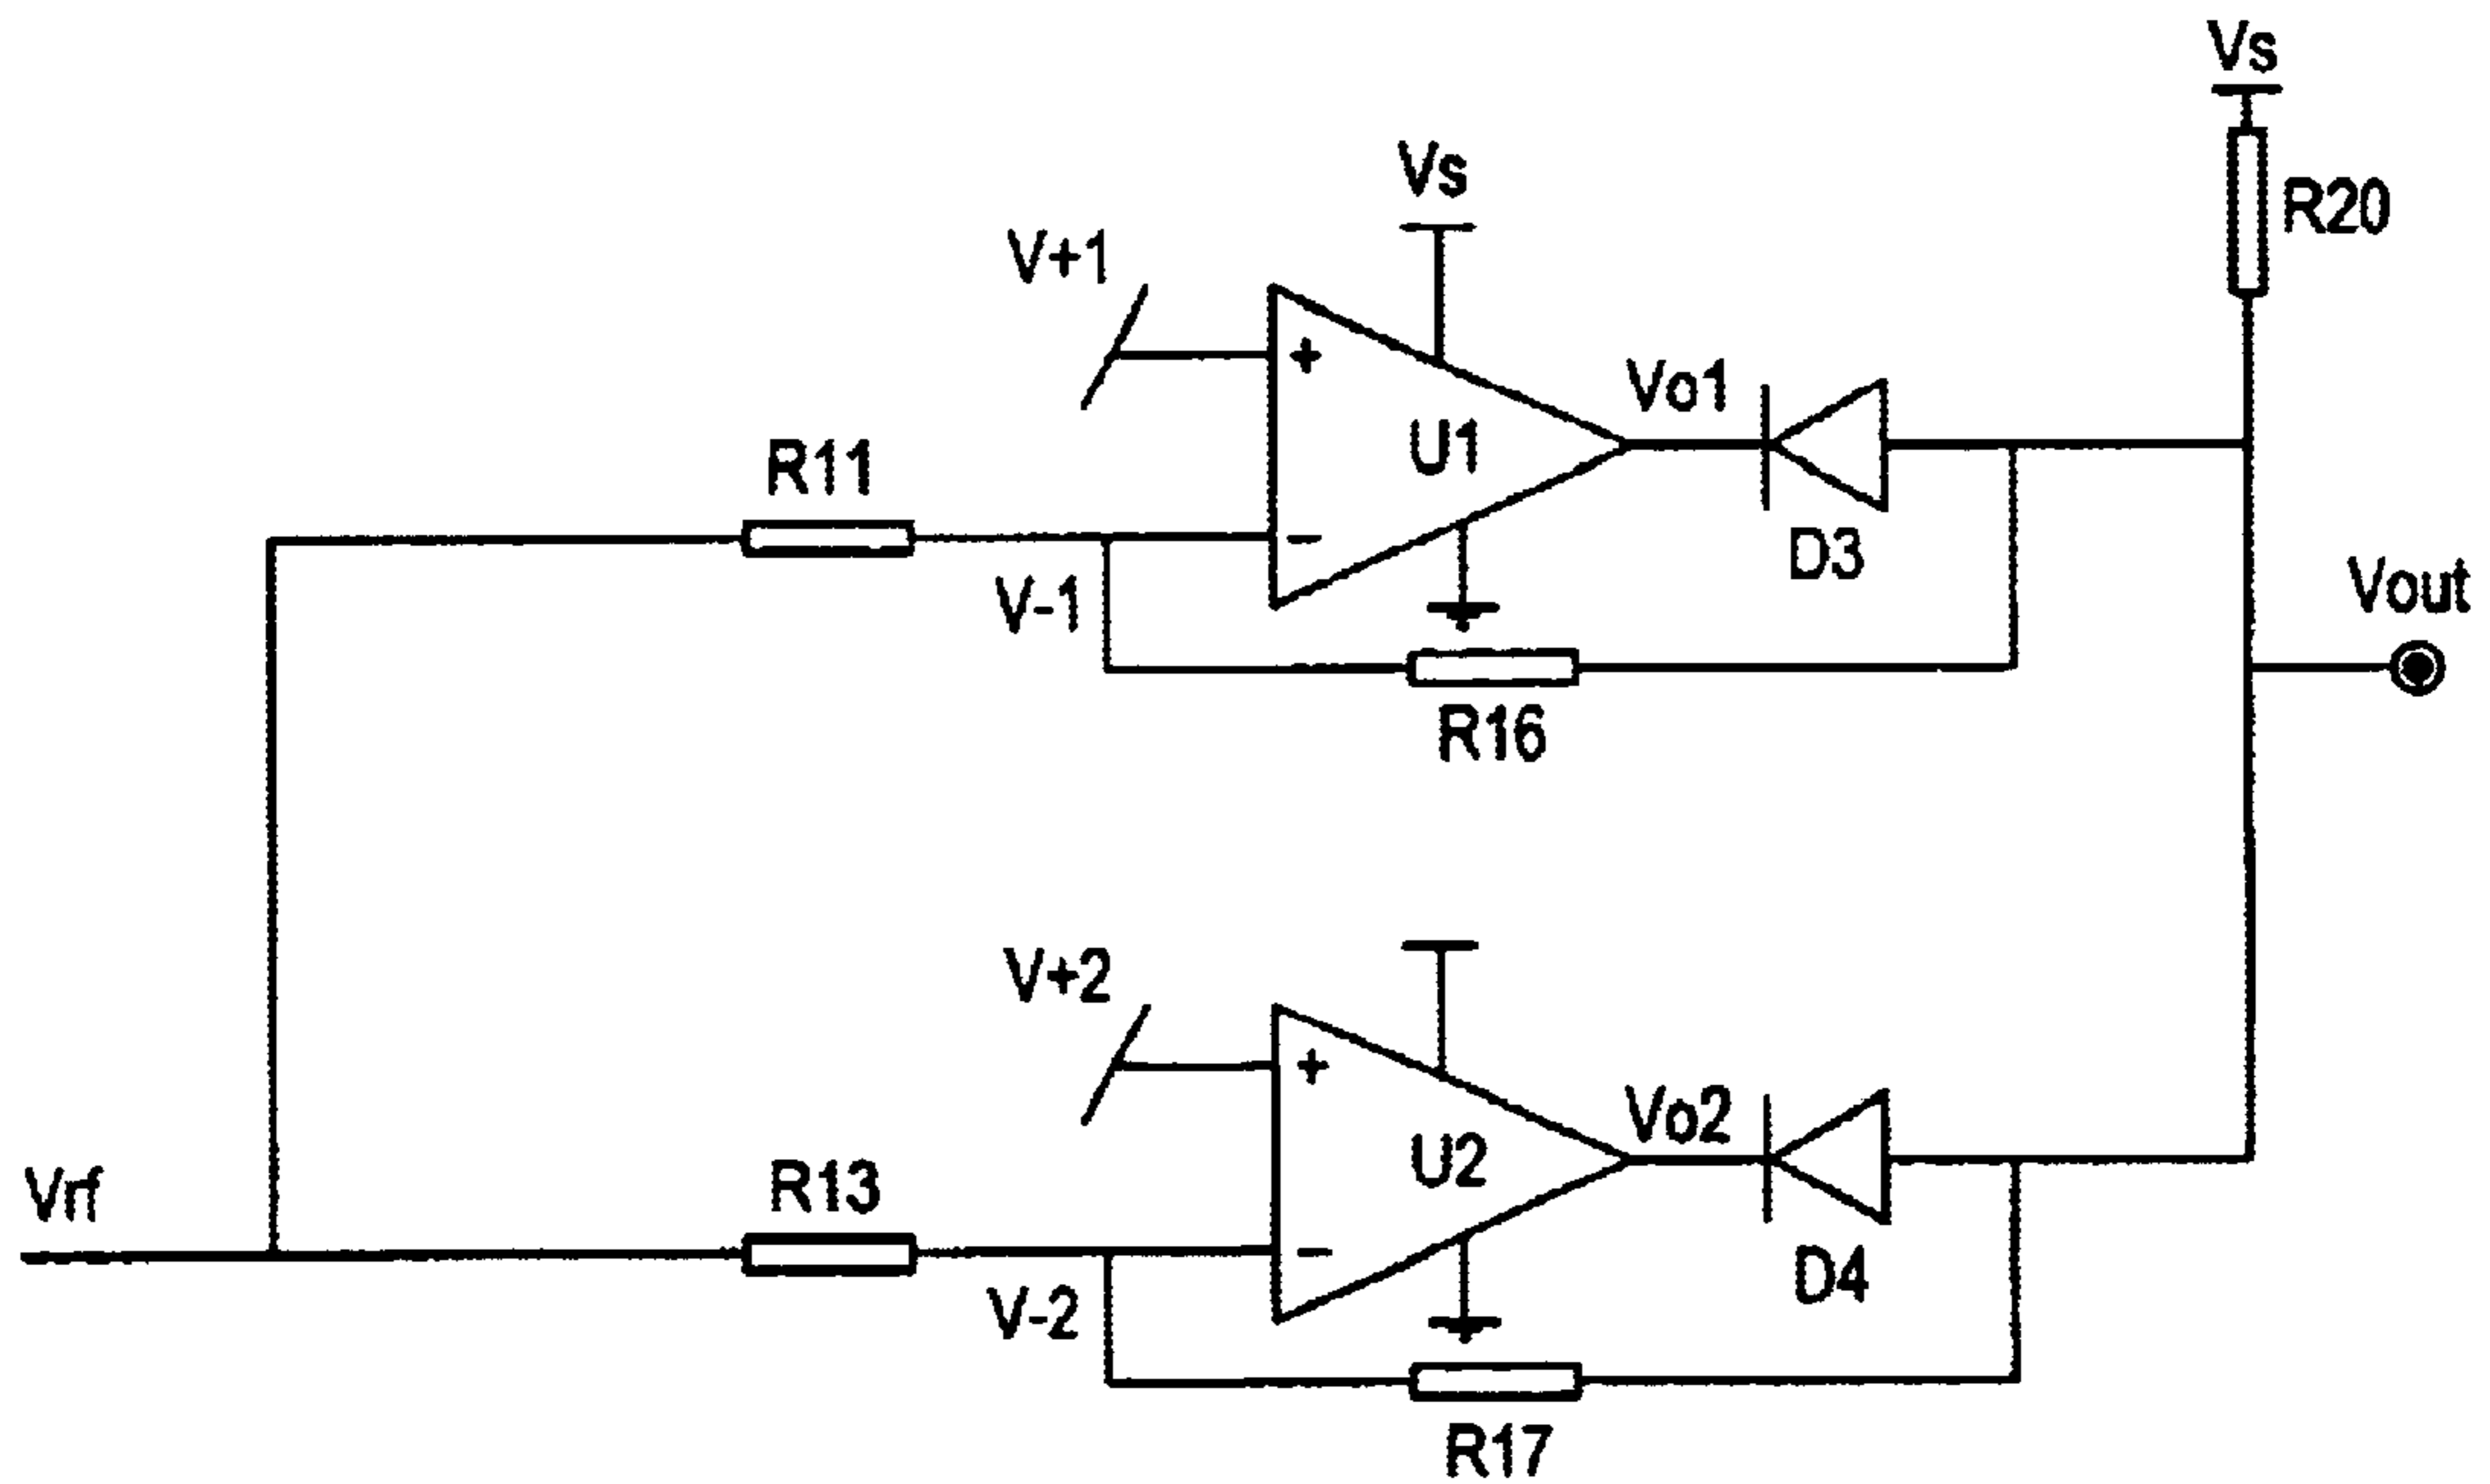 Vs
R20
Vs
V+1
+
U1
Vo1
D3
R11
−
V-1
R16
Vout
V+2
+
U2
Vo2
D4
Vrf
R13
−
V-2
R17